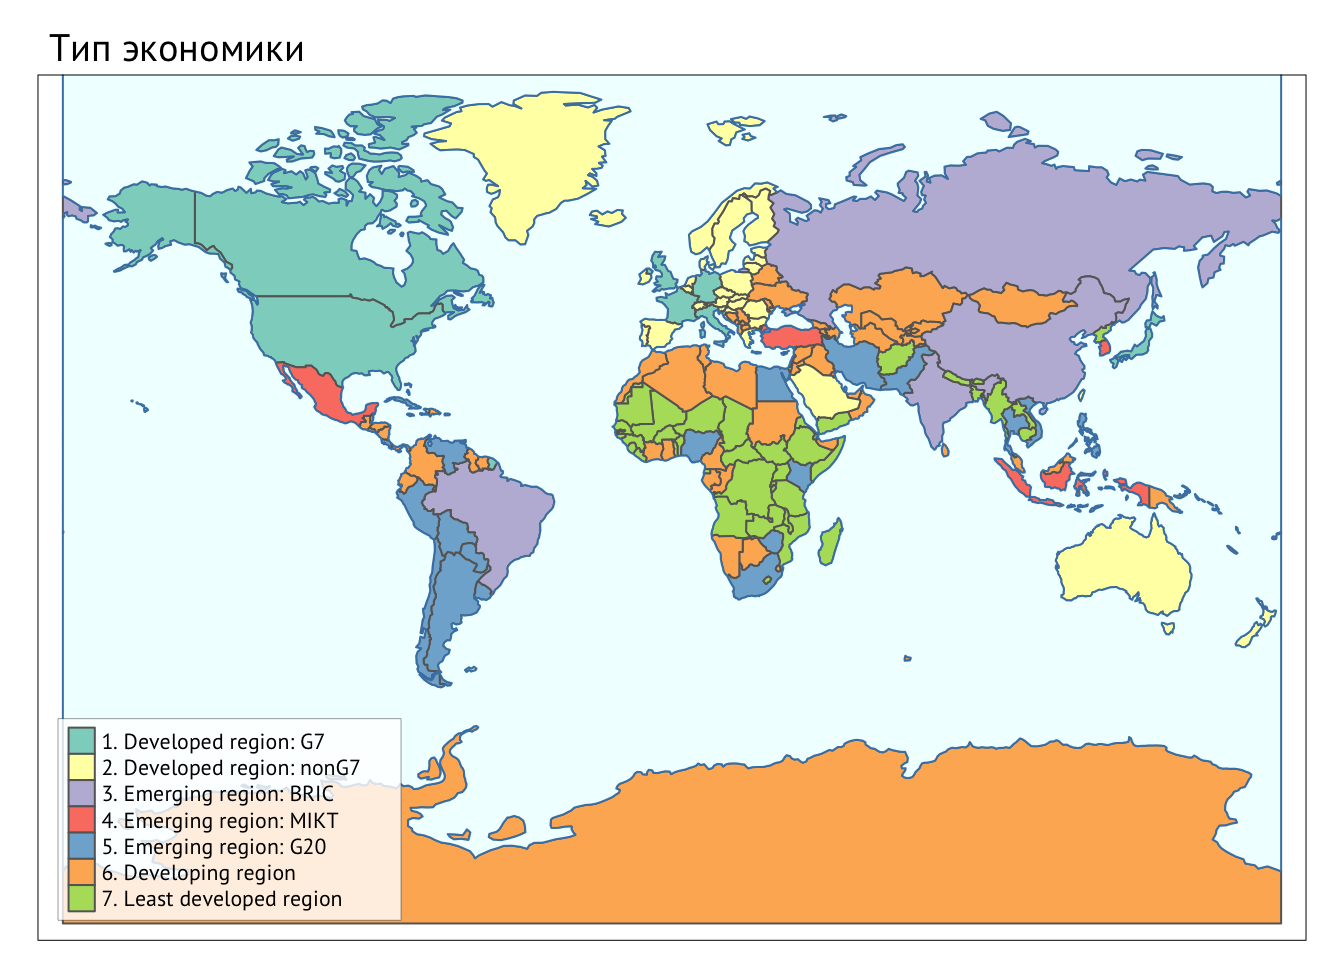 Тип экономики
1. Developed region: G7
2. Developed region: nonG7
3. Emerging region: BRIC
4. Emerging region: MIKT
5. Emerging region: G20
6. Developing region
7. Least developed region